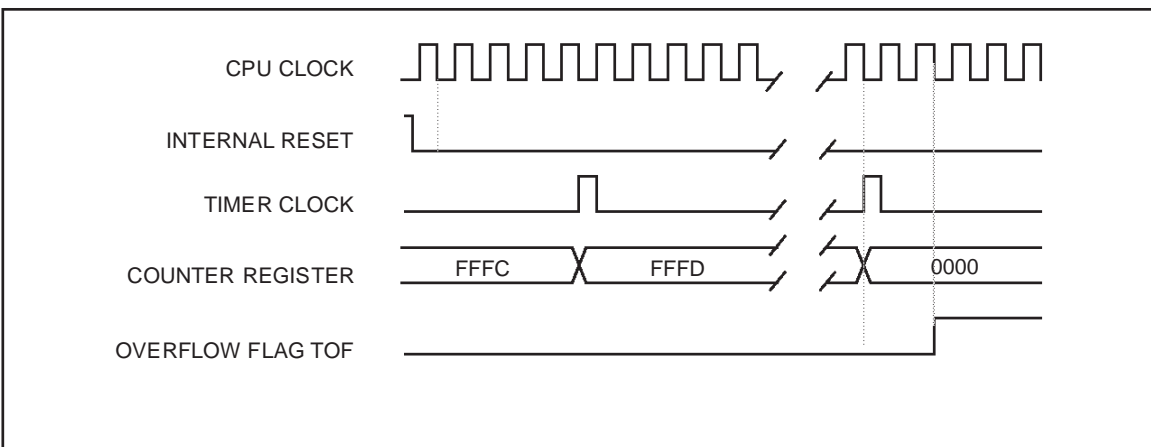 CPU CLOCK
INTERNAL RESET
TIMER CLOCK
COUNTER REGISTER FFFC FFFD 0000
OVERFLOW FLAG TOF